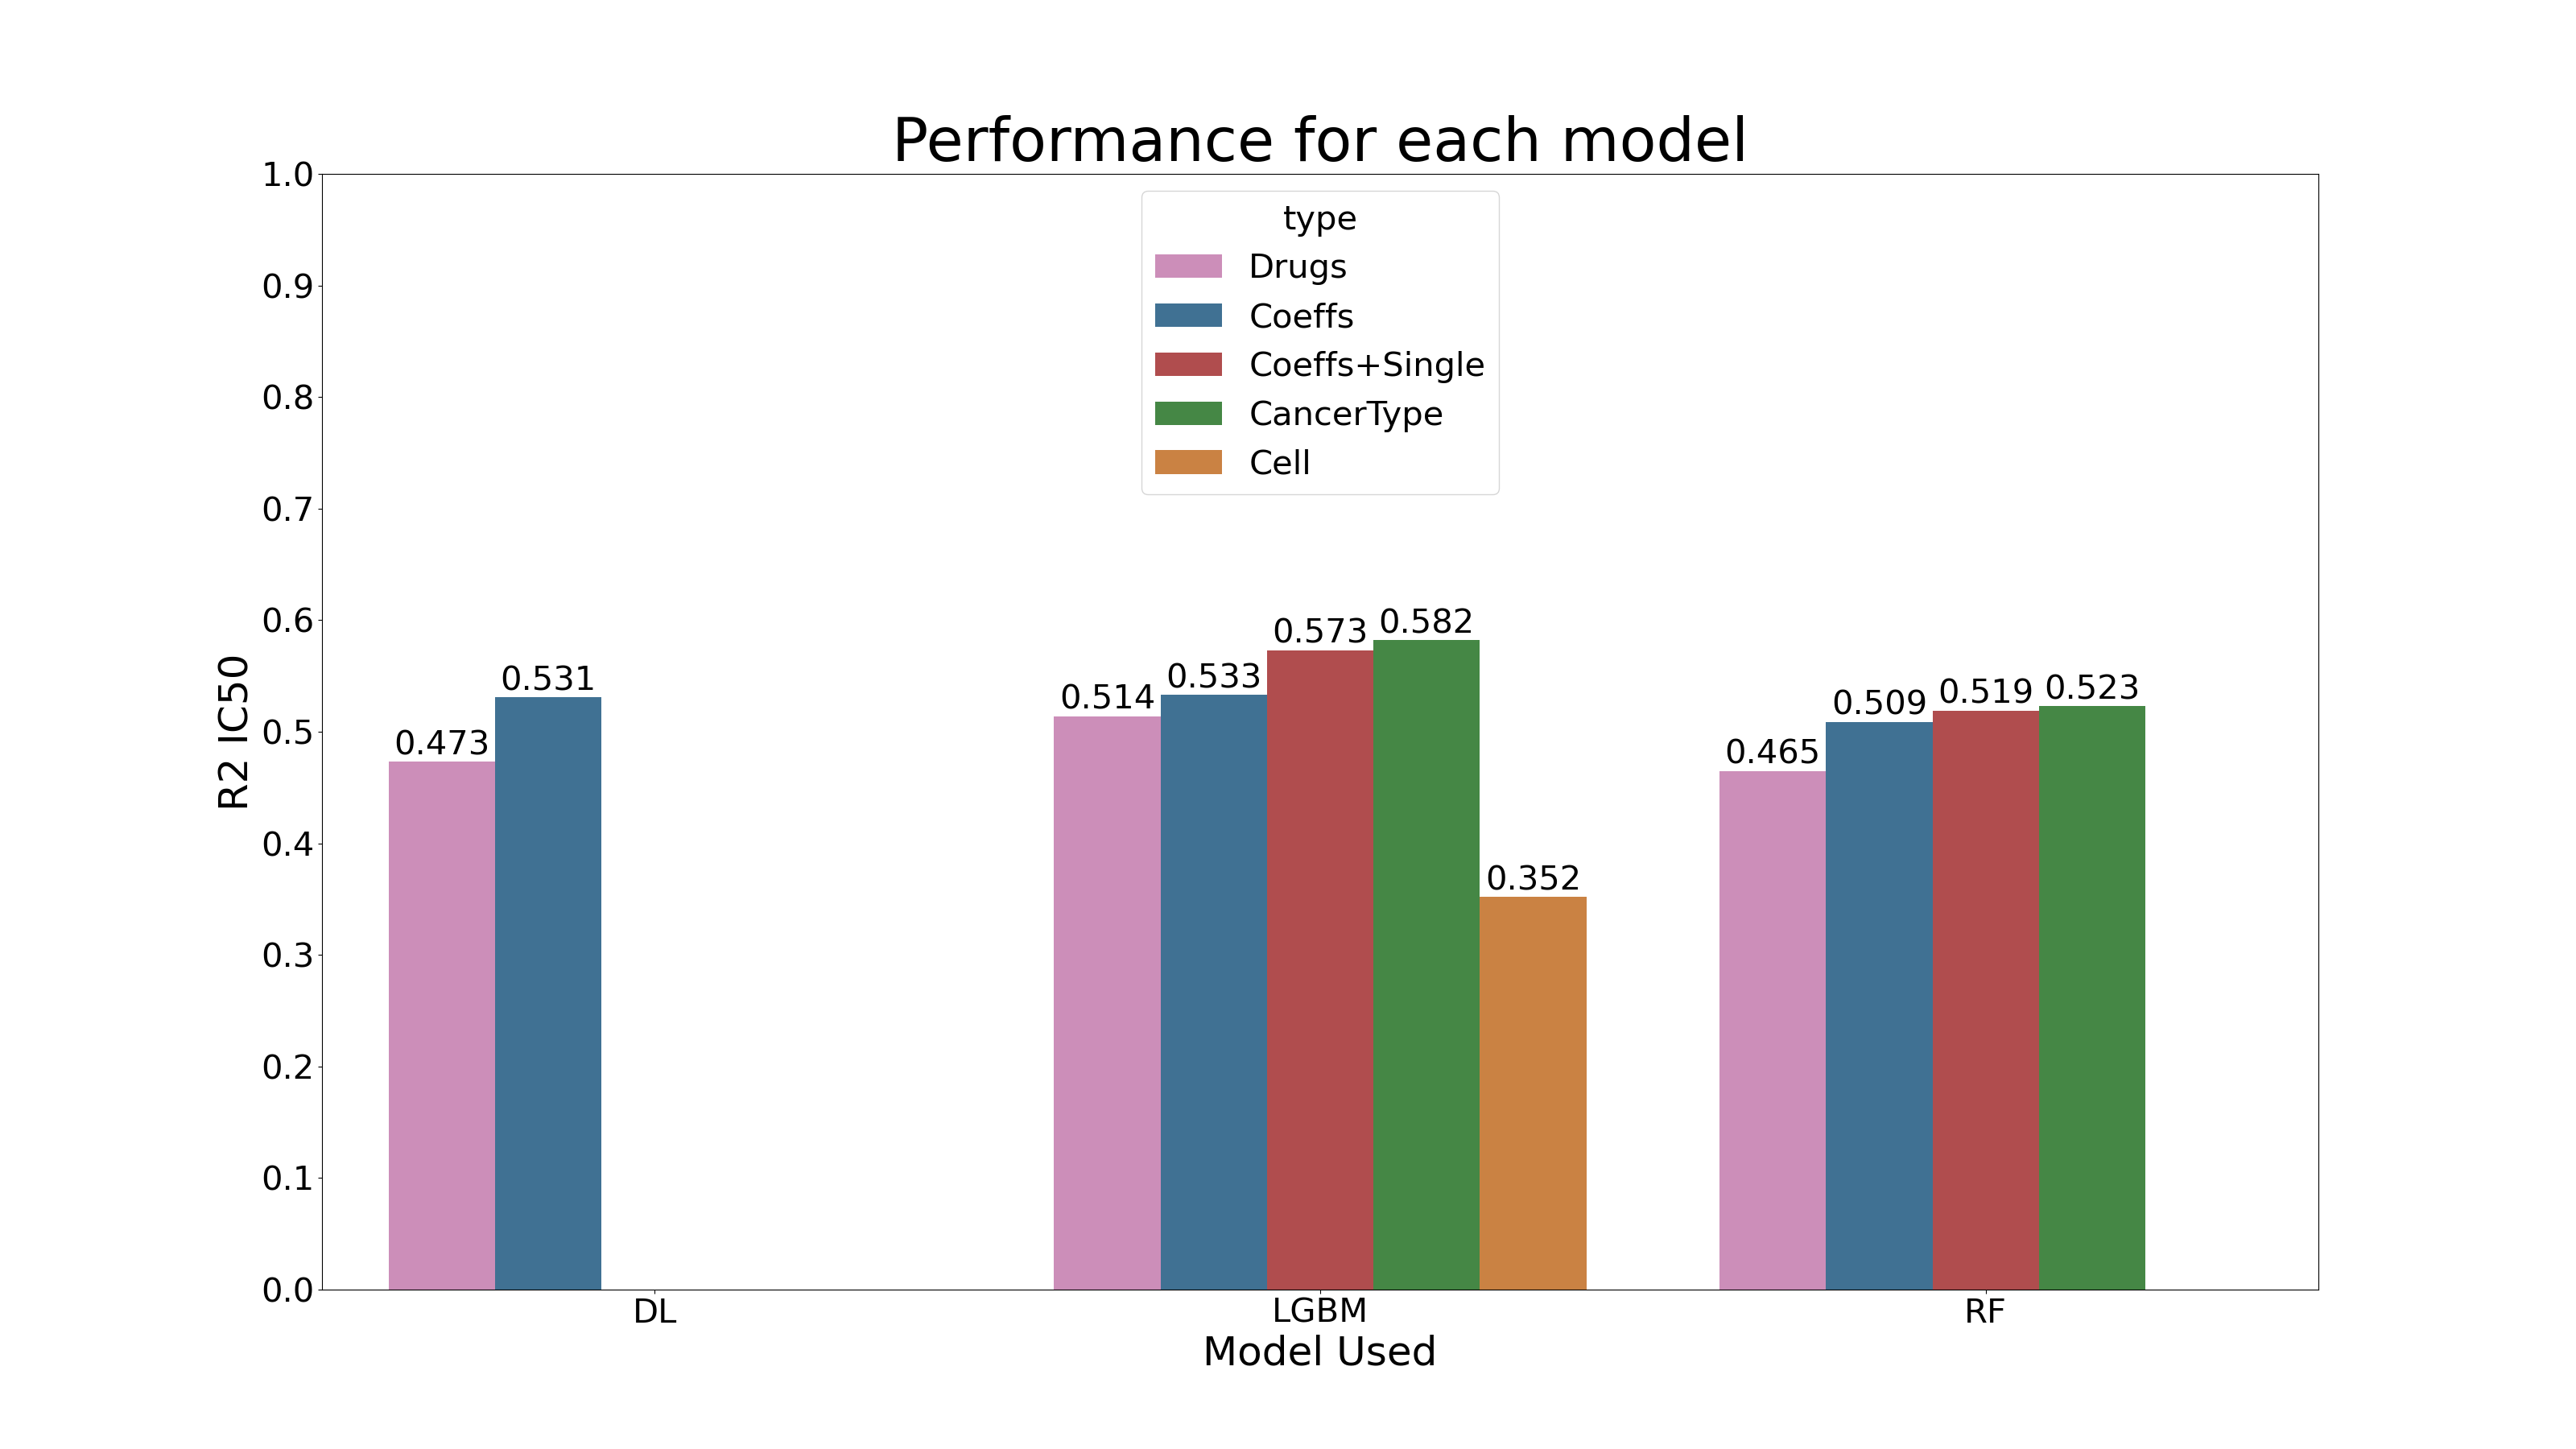 Performance for each model
type
Drugs
Coeffs
Coeffs+Single
CancerType
Cell
R2 IC50
1.0
0.9
0.8
0.7
0.6
0.5
0.4
0.3
0.2
0.1
0.0
0.473
0.531
0.514
0.533
0.573
0.582
0.352
0.465
0.509
0.519
0.523
DL
LGBM
RF
Model Used